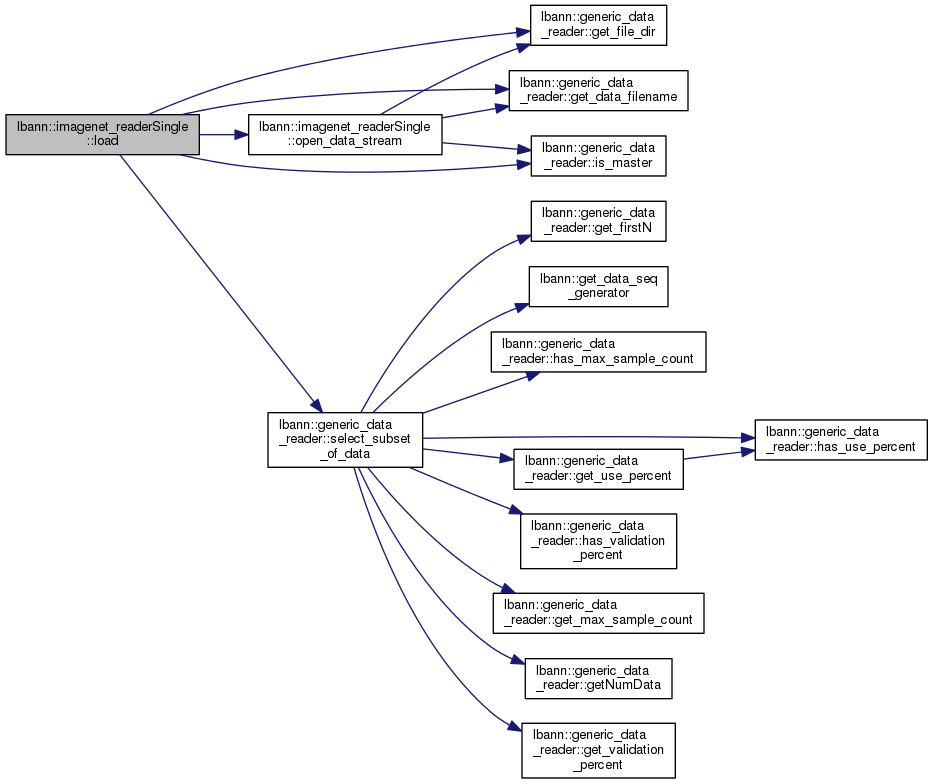 lbann::generic_data
_reader::get_file_dir
lbann::generic_data
_reader::get_data_filename
lbann::imagenet_readerSingle
::load
lbann::imagenet_readerSingle
::open_data_stream
lbann::generic_data
_reader::is_master
lbann::generic_data
_reader::get_firstN
lbann::get_data_seq
_generator
lbann::generic_data
_reader::has_max_sample_count
lbann::generic_data
_reader::select_subset
_of_data
lbann::generic_data
_reader::has_use_percent
lbann::generic_data
_reader::get_use_percent
lbann::generic_data
_reader::has_validation
_percent
lbann::generic_data
_reader::get_max_sample_count
lbann::generic_data
_reader::getNumData
lbann::generic_data
_reader::get_validation
_percent